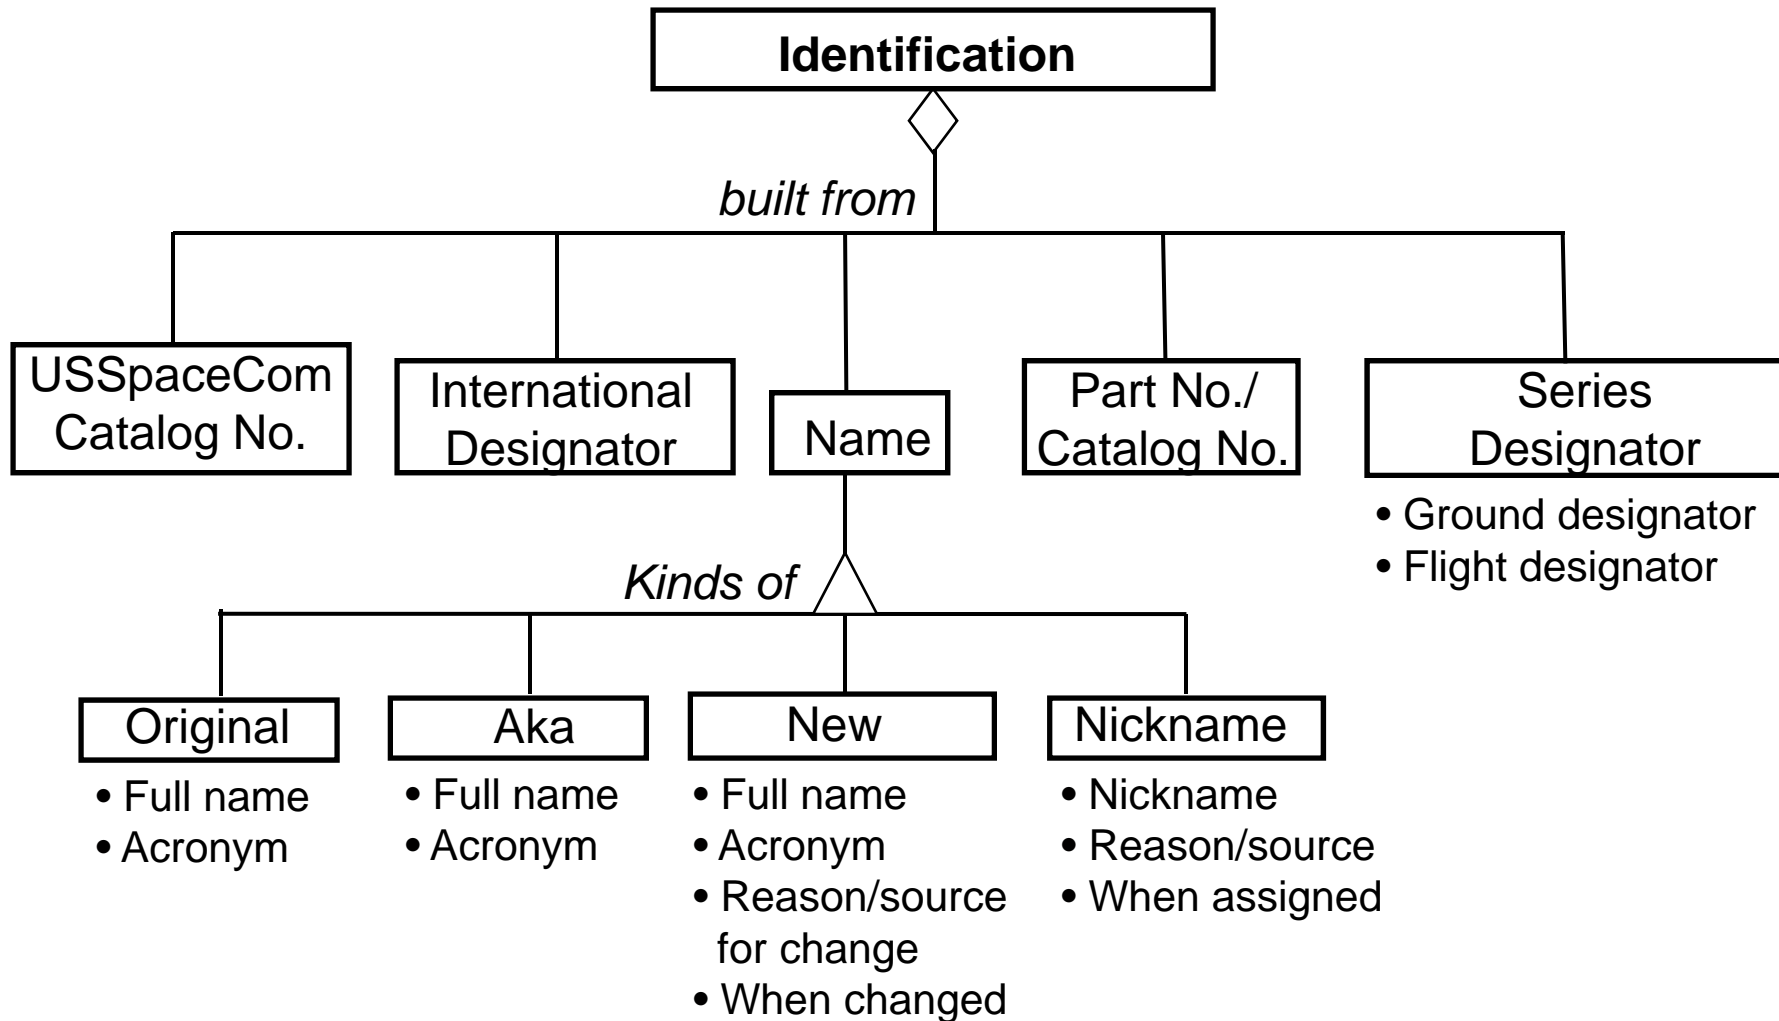 Identification
built from
USSpaceCom
Catalog No.
International
Designator
Name
Part No./
Catalog No.
Series
Designator
• Ground designator
• Flight designator
Kinds of
Original
• Full name
• Acronym
Aka
• Full name
• Acronym
New
• Full name
• Acronym
• Reason/source
for change
• When changed
Nickname
• Nickname
• Reason/source
• When assigned